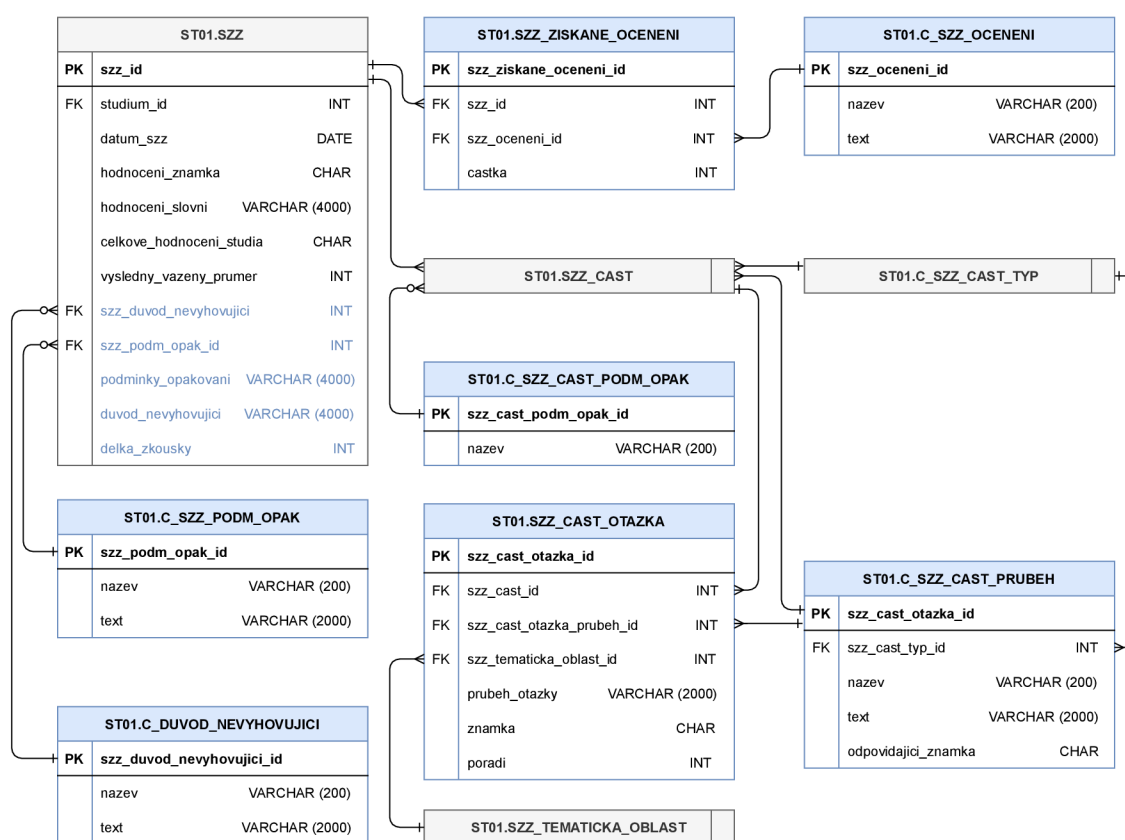 ST01.SZZ
PK szz_id
FK studium_id INT
datum_szz DATE
hodnoceni_znamka CHAR
hodnoceni_slovni VARCHAR (4000)
celkove_hodnoceni_studia CHAR
vysledny_vazeny_prumer INT
FK szz_duvod_nevyhovujici INT
FK szz_podm_opak_id INT
podminky_opakovani VARCHAR (4000)
duvod_nevyhovujici VARCHAR (4000)
delka_zkousky INT
ST01.C_SZZ_PODM_OPAK
PK szz_podm_opak_id
nazev VARCHAR (200)
text VARCHAR (2000)
ST01.C_DUVOD_NEVYHOVUJICI
PK szz_duvod_nevyhovujici_id
nazev VARCHAR (200)
text VARCHAR (2000)
ST01.SZZ_ZISKANE_OCENENI
PK szz_ziskane_oceneni_id
FK szz_id INT
FK szz_oceneni_id INT
castka INT
ST01.SZZ_CAST
ST01.C_SZZ_CAST_PODM_OPAK
PK szz_cast_podm_opak_id
nazev VARCHAR (200)
ST01.SZZ_CAST_OTAZKA
PK szz_cast_otazka_id
FK szz_cast_id INT
FK szz_cast_otazka_prubeh_id INT
FK szz_tematicka_oblast_id INT
prubeh_otazky VARCHAR (2000)
znamka CHAR
poradi INT
ST01.SZZ_TEMATICKA_OBLAST
ST01.C_SZZ_OCENENI
PK szz_oceneni_id
nazev VARCHAR (200)
text VARCHAR (2000)
ST01.C_SZZ_CAST_TYP
ST01.C_SZZ_CAST_PRUBEH
PK szz_cast_otazka_id
FK szz_cast_typ_id INT
nazev VARCHAR (200)
text VARCHAR (2000)
odpovidajici_znamka CHAR